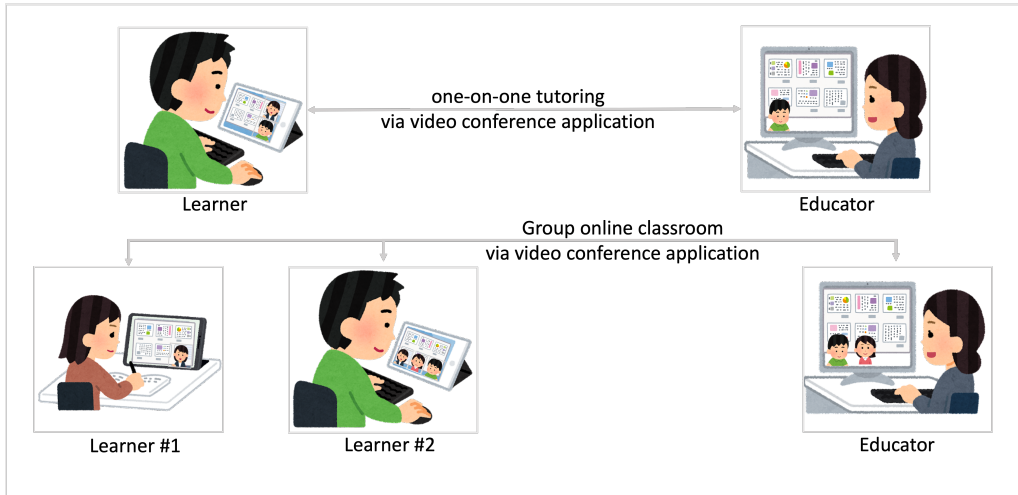 one-on-one tutoring
via video conference application
Learner
Educator
Group online classroom
via video conference application
Learner #1
Learner #2
Educator